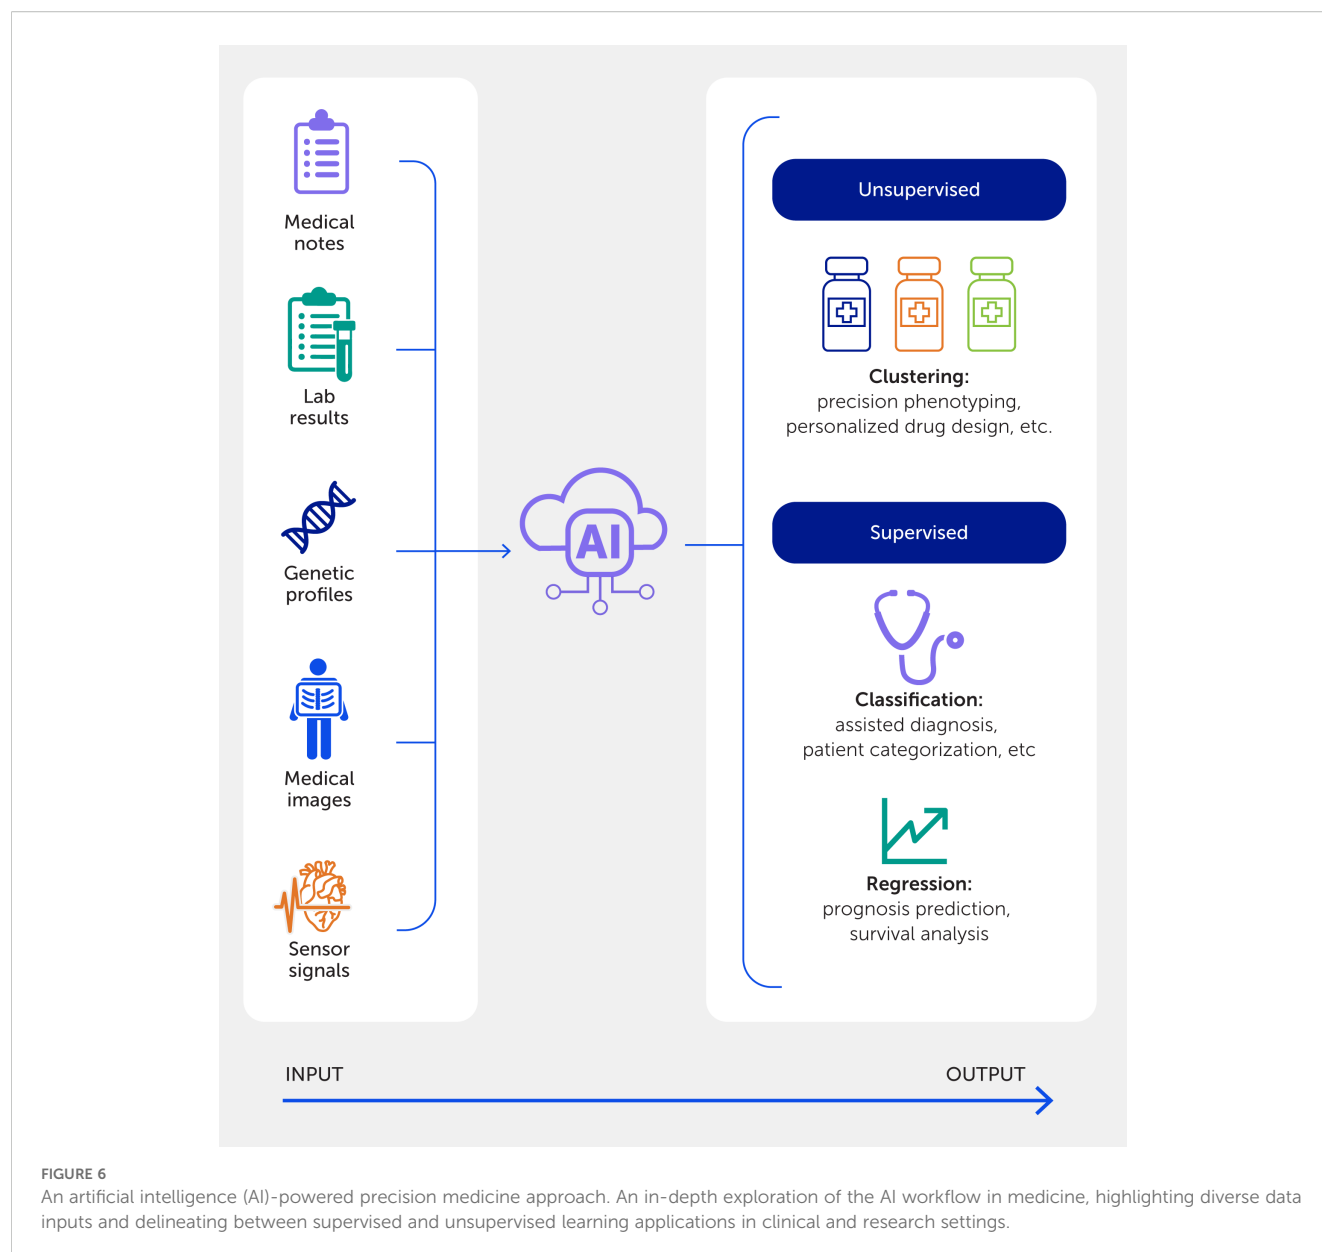 Medical
notes
Lab
results
Genetic
profiles
Medical
images
Sensor
signals
AI
Unsupervised
Clustering:
precision phenotyping,
personalized drug design, etc.
Supervised
Classification:
assisted diagnosis,
patient categorization, etc
Regression:
prognosis prediction,
survival analysis
INPUT
OUTPUT
FIGURE 6
An artificial intelligence (AI)-powered precision medicine approach. An in-depth exploration of the AI workflow in medicine, highlighting diverse data
inputs and delineating between supervised and unsupervised learning applications in clinical and research settings.